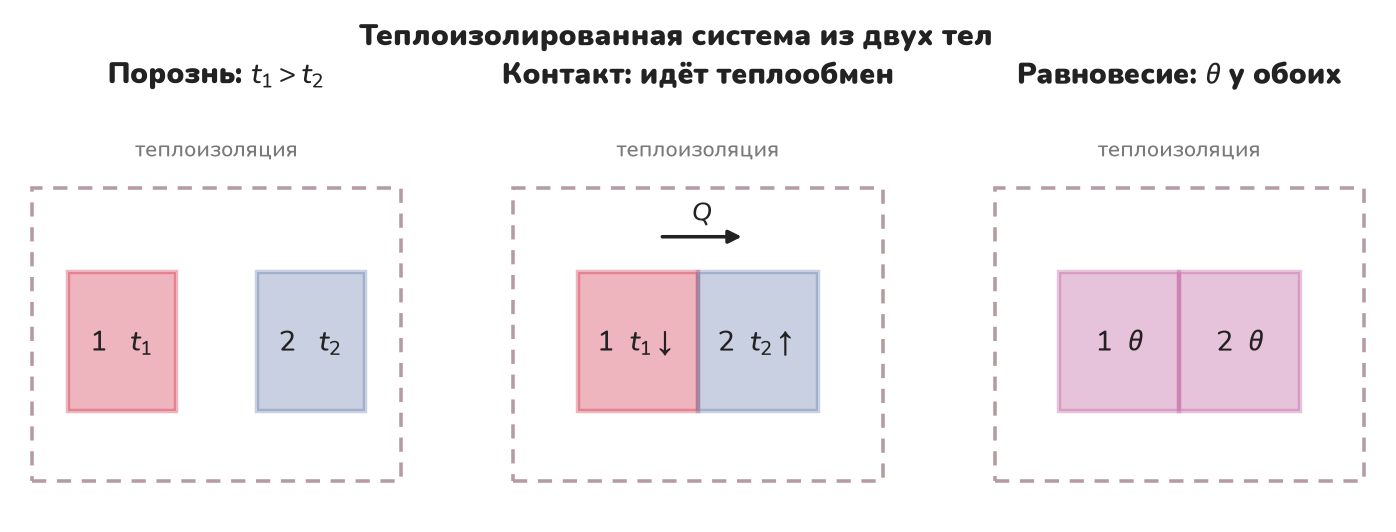 Теплоизолированная система из двух тел
Порознь: t₁ > t₂
теплоизоляция
1 t₁
2 t₂
Контакт: идёт теплообмен
теплоизоляция
Q
1 t₁ ↓
2 t₂ ↑
Равновесие: θ у обоих
теплоизоляция
1 θ
2 θ